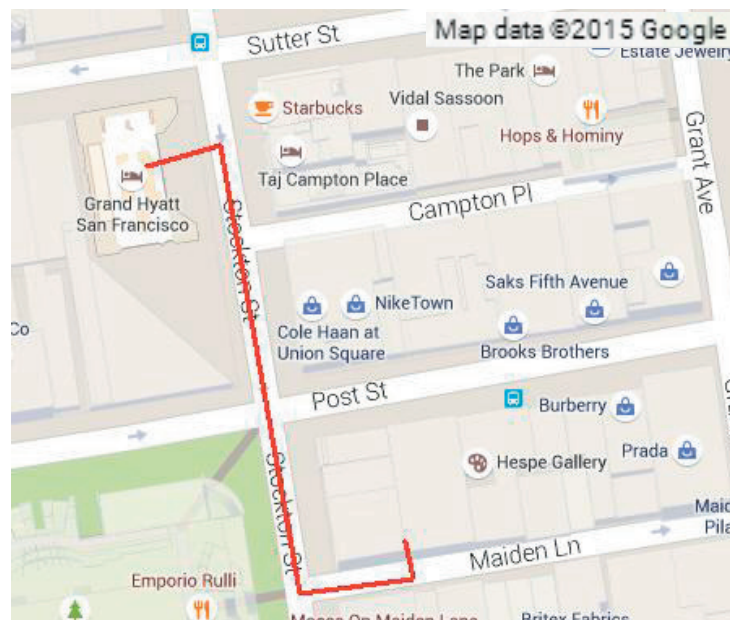 Map data ©2015 Google
Sutter St
Estate Jewelry
The Park
Starbucks
Vidal Sassoon
Hops & Hominy
Grant Ave
Taj Campton Place
Grand Hyatt
San Francisco
Campton Pl
Stockton St
Saks Fifth Avenue
NikeTown
Co
Cole Haan at
Union Square
Brooks Brothers
Post St
Burberry
Prada
Hespe Gallery
Stockton St
Maid
Pila
Maiden Ln
Emporio Rulli
Britex Fabrics